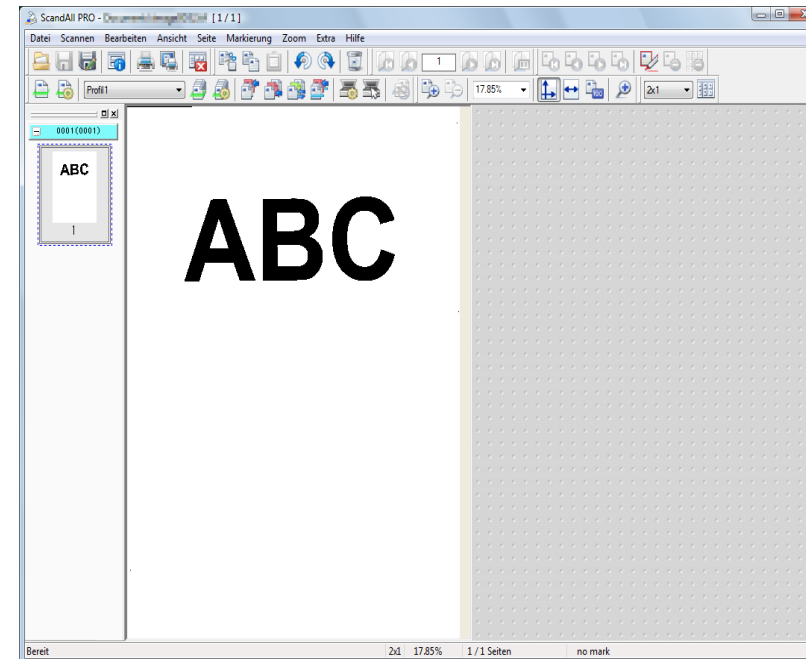 ScandAll PRO - [1/1]
Datei Scannen Bearbeiten Ansicht Seite Markierung Zoom Extra Hilfe
1
Profil1 17.85% 2x1
0001(0001)
ABC
1
ABC
Bereit 2x1 17.85% 1 / 1 Seiten no mark